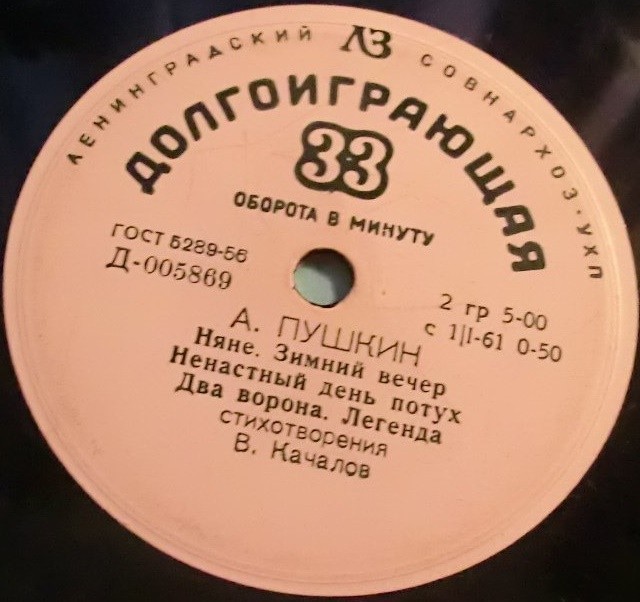 ЛЕНИНГРАДСКИЙ ЛЗ СОВНАРХОЗ·УХП
ДОЛГОИГРАЮЩАЯ
33
ОБОРОТА В МИНУТУ
ГОСТ 5289-56
Д-005869
2 гр 5-00
с 1|I-61 0-50
А. ПУШКИН
Няне. Зимний вечер
Ненастный день потух
Два ворона. Легенда
стихотворения
В. Качалов